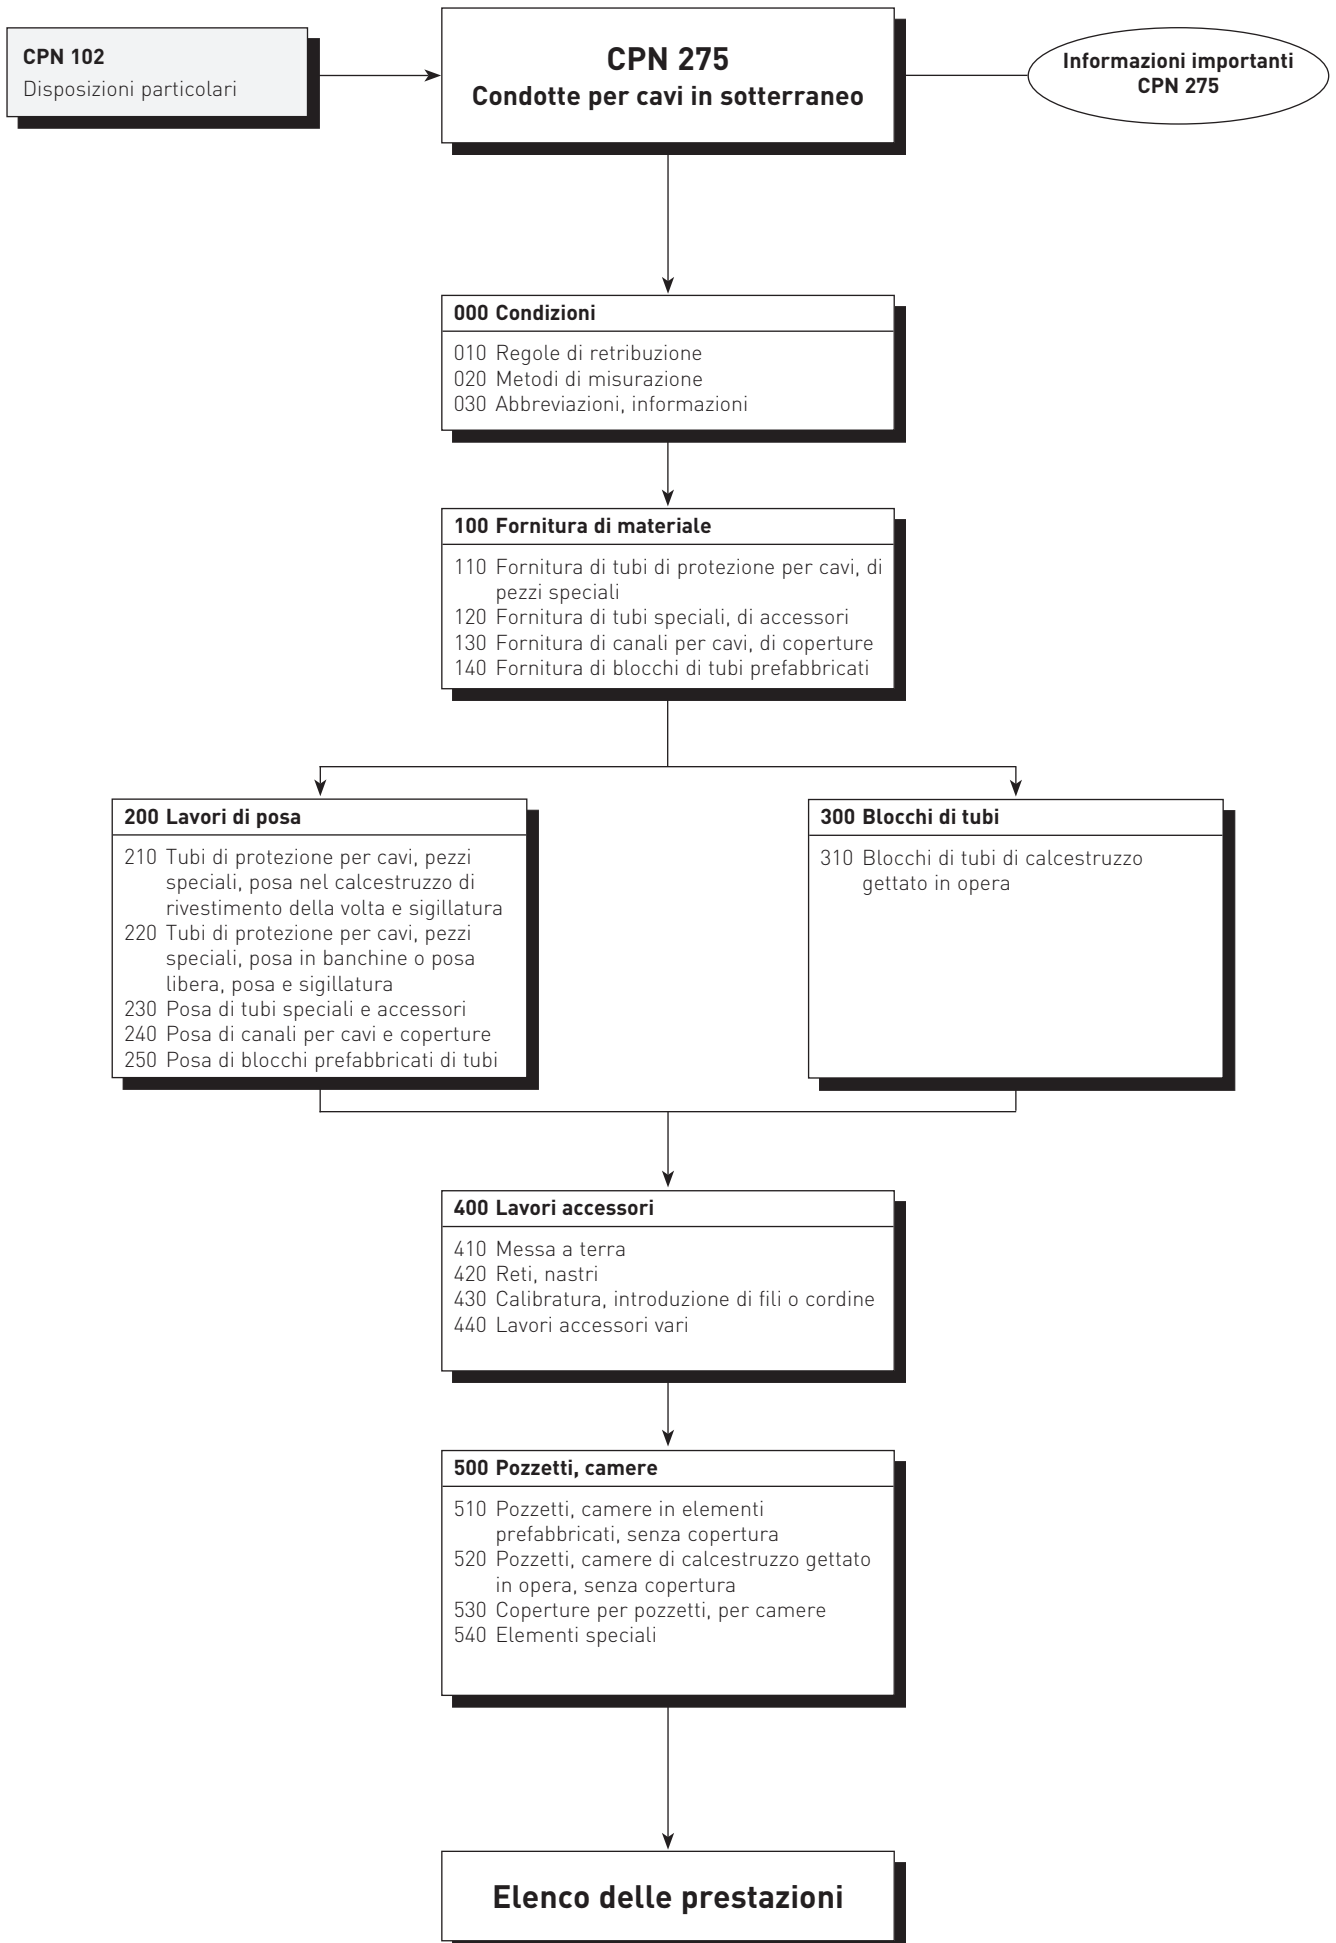 CPN 102
Disposizioni particolari
CPN 275
Condotte per cavi in sotterraneo
Informazioni importanti
CPN 275
000 Condizioni
010 Regole di retribuzione
020 Metodi di misurazione
030 Abbreviazioni, informazioni
100 Fornitura di materiale
110 Fornitura di tubi di protezione per cavi, di
pezzi speciali
120 Fornitura di tubi speciali, di accessori
130 Fornitura di canali per cavi, di coperture
140 Fornitura di blocchi di tubi prefabbricati
200 Lavori di posa
210 Tubi di protezione per cavi, pezzi
speciali, posa nel calcestruzzo di
rivestimento della volta e sigillatura
220 Tubi di protezione per cavi, pezzi
speciali, posa in banchine o posa
libera, posa e sigillatura
230 Posa di tubi speciali e accessori
240 Posa di canali per cavi e coperture
250 Posa di blocchi prefabbricati di tubi
300 Blocchi di tubi
310 Blocchi di tubi di calcestruzzo
gettato in opera
400 Lavori accessori
410 Messa a terra
420 Reti, nastri
430 Calibratura, introduzione di fili o cordine
440 Lavori accessori vari
500 Pozzetti, camere
510 Pozzetti, camere in elementi
prefabbricati, senza copertura
520 Pozzetti, camere di calcestruzzo gettato
in opera, senza copertura
530 Coperture per pozzetti, per camere
540 Elementi speciali
Elenco delle prestazioni